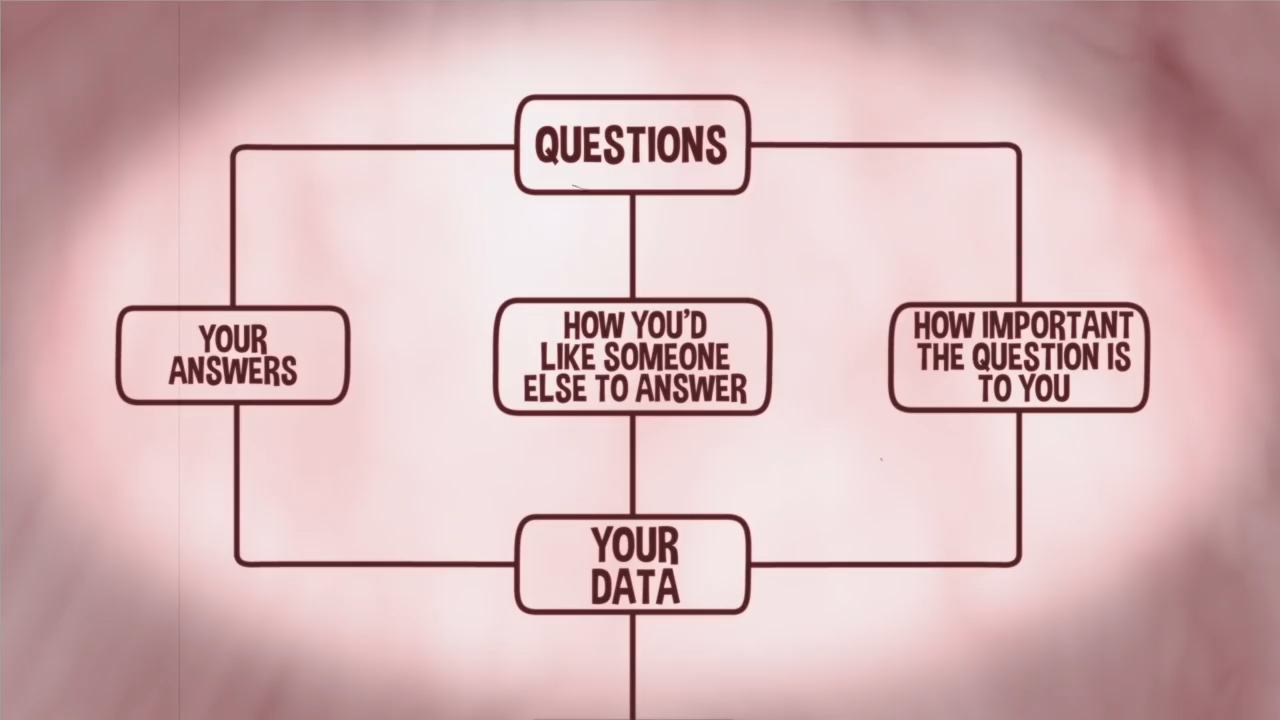 QUESTIONS
YOUR
ANSWERS
HOW YOU'D
LIKE SOMEONE
ELSE TO ANSWER
HOW IMPORTANT
THE QUESTION IS
TO YOU
YOUR
DATA